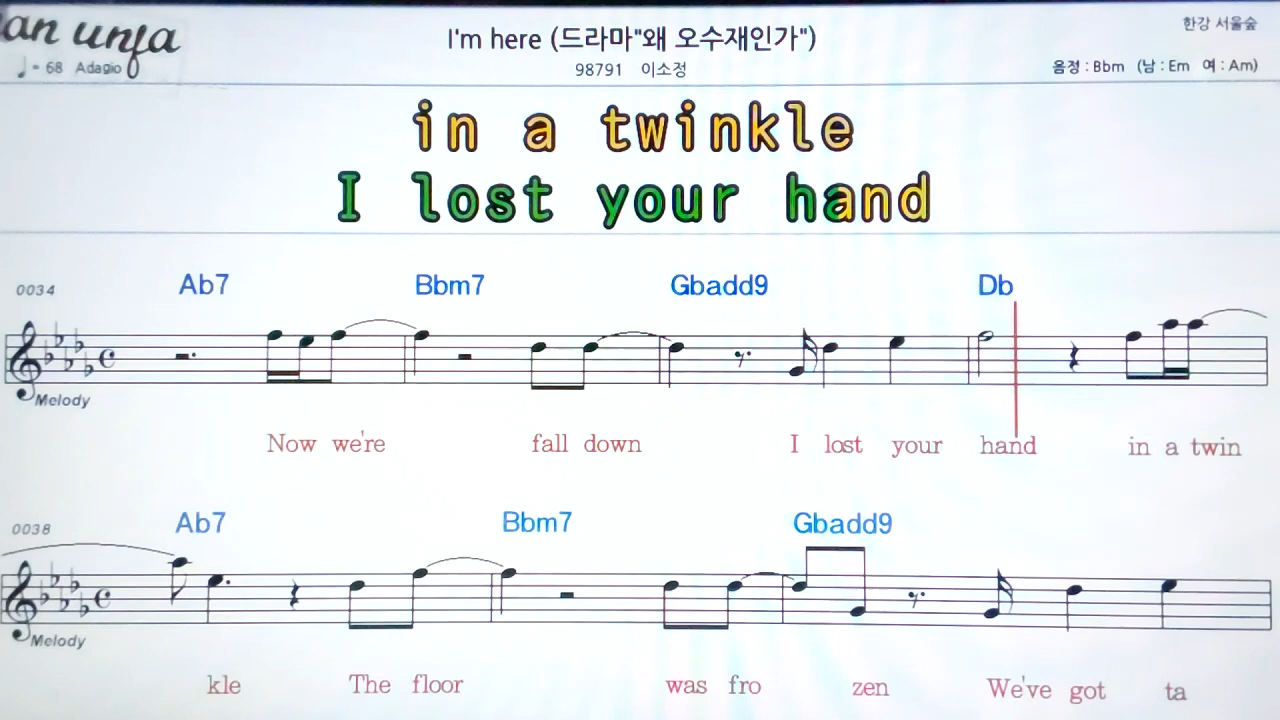 an unja
I'm here (드라마"왜 오수재인가")
한강 서울숲
♩ = 68 Adagio
98791 이소정
음정 : Bbm (남 : Em 여 : Am)
in a twinkle
I lost your hand
0034 Ab7 Bbm7 Gbadd9 Db
Melody
Now we're fall down I lost your hand in a twin
0038 Ab7 Bbm7 Gbadd9
Melody
kle The floor was fro zen We've got ta